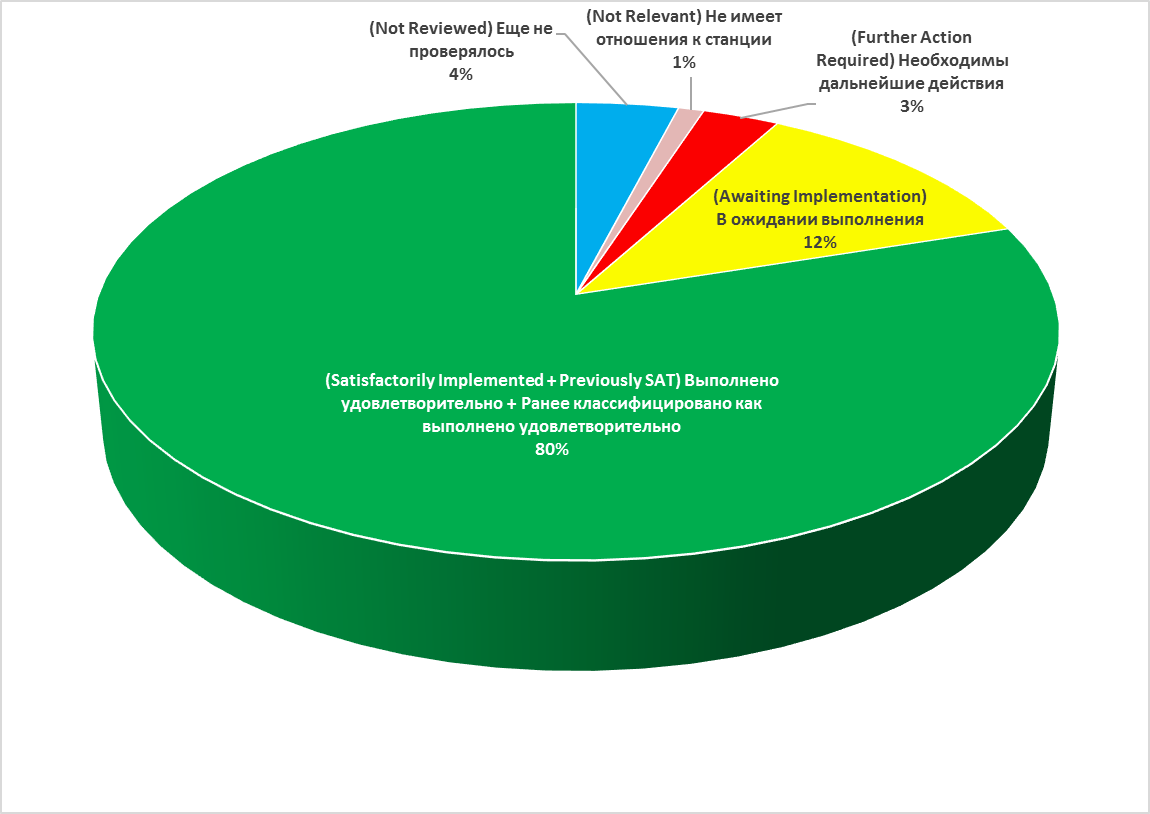 (Not Reviewed) Еще не
проверялось
4%
(Not Relevant) Не имеет
отношения к станции
1%
(Further Action
Required) Необходимы
дальнейшие действия
3%
(Awaiting Implementation)
В ожидании выполнения
12%
(Satisfactorily Implemented + Previously SAT) Выполнено
удовлетворительно + Ранее классифицировано как
выполнено удовлетворительно
80%